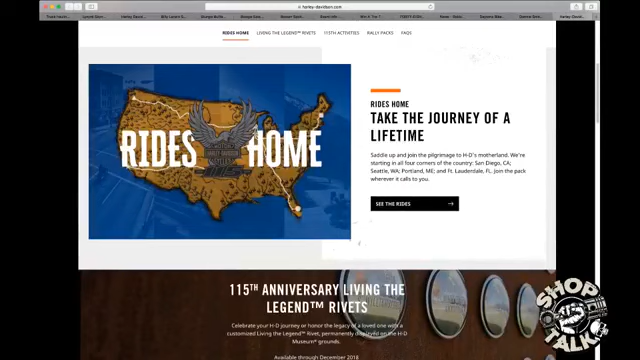 harley-davidson.com
RIDES HOME
LIVING THE LEGEND™ RIVETS
115TH ACTIVITIES
RALLY PACKS
FAQS
RIDES HOME
RIDES HOME
TAKE THE JOURNEY OF A
LIFETIME
Saddle up and join the pilgrimage to H-D's motherland. We're
starting in all four corners of the country: San Diego, CA;
Seattle, WA; Portland, ME; and Ft. Lauderdale, FL. Join the pack
wherever it calls to you.
SEE THE RIDES
115TH ANNIVERSARY LIVING THE
LEGEND™ RIVETS
Celebrate your H-D journey or honor the legacy of a loved one with a
customized Living the Legend™ Rivet, permanently displayed on the H-D
Museum® grounds.
Available through December 2018
SHOP
TALK